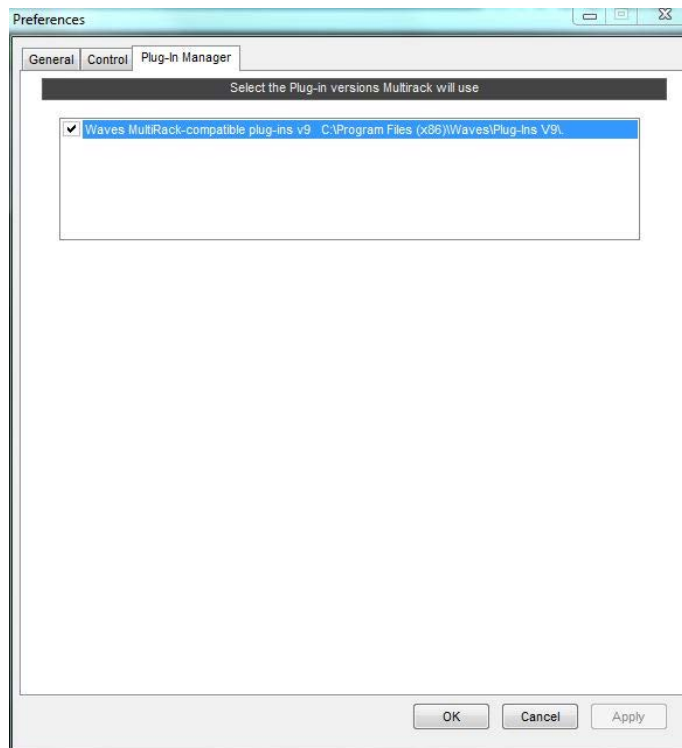 Preferences
General Control Plug-In Manager
Select the Plug-in versions Multirack will use
Waves MultiRack-compatible plug-ins v9 C:\Program Files (x86)\Waves\Plug-Ins V9\.
OK Cancel Apply